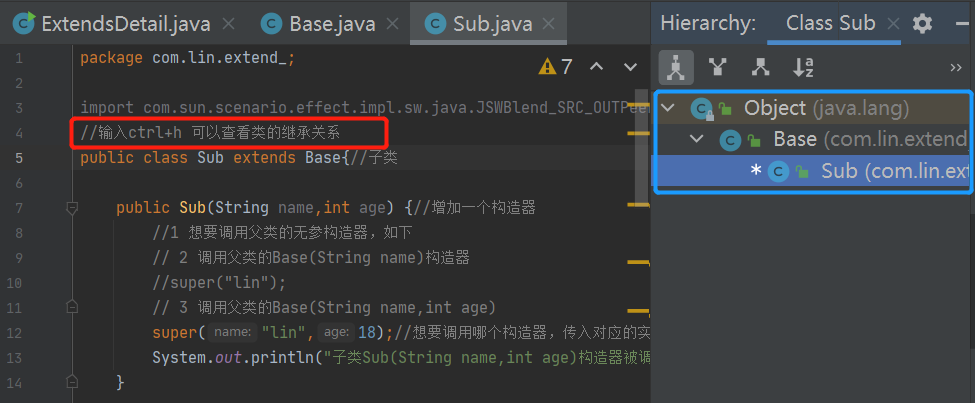 ExtendsDetail.java
Base.java
Sub.java
Hierarchy:
Class Sub
7
1 package com.lin.extend_;
2
3 import com.sun.scenario.effect.impl.sw.java.JSWBlend_SRC_OUTPeer
4 //输入ctrl+h 可以查看类的继承关系
5 public class Sub extends Base{//子类
6
7 public Sub(String name,int age) {//增加一个构造器
8 //1 想要调用父类的无参构造器，如下
9 // 2 调用父类的Base(String name)构造器
10 //super("lin");
11 // 3 调用父类的Base(String name,int age)
12 super( name: "lin", age: 18);//想要调用哪个构造器，传入对应的实
13 System.out.println("子类Sub(String name,int age)构造器被调
14 }
Object (java.lang)
Base (com.lin.extend
* Sub (com.lin.ext